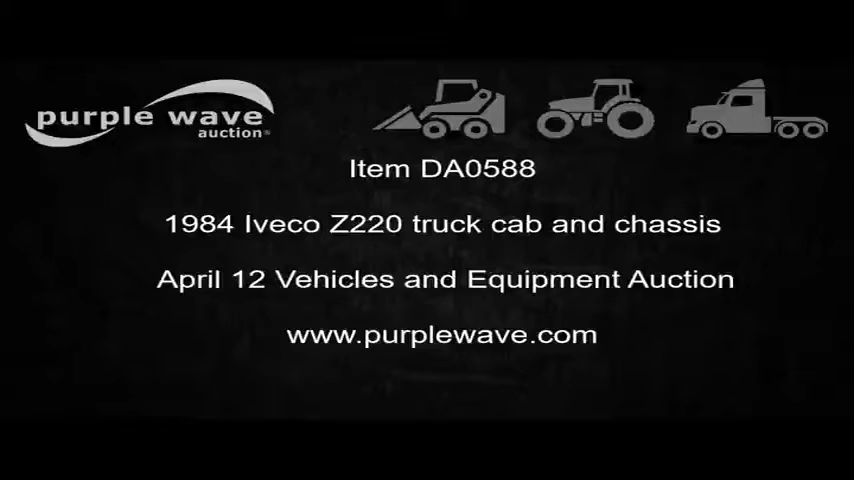 purple wave
auction®
Item DA0588
1984 Iveco Z220 truck cab and chassis
April 12 Vehicles and Equipment Auction
www.purplewave.com